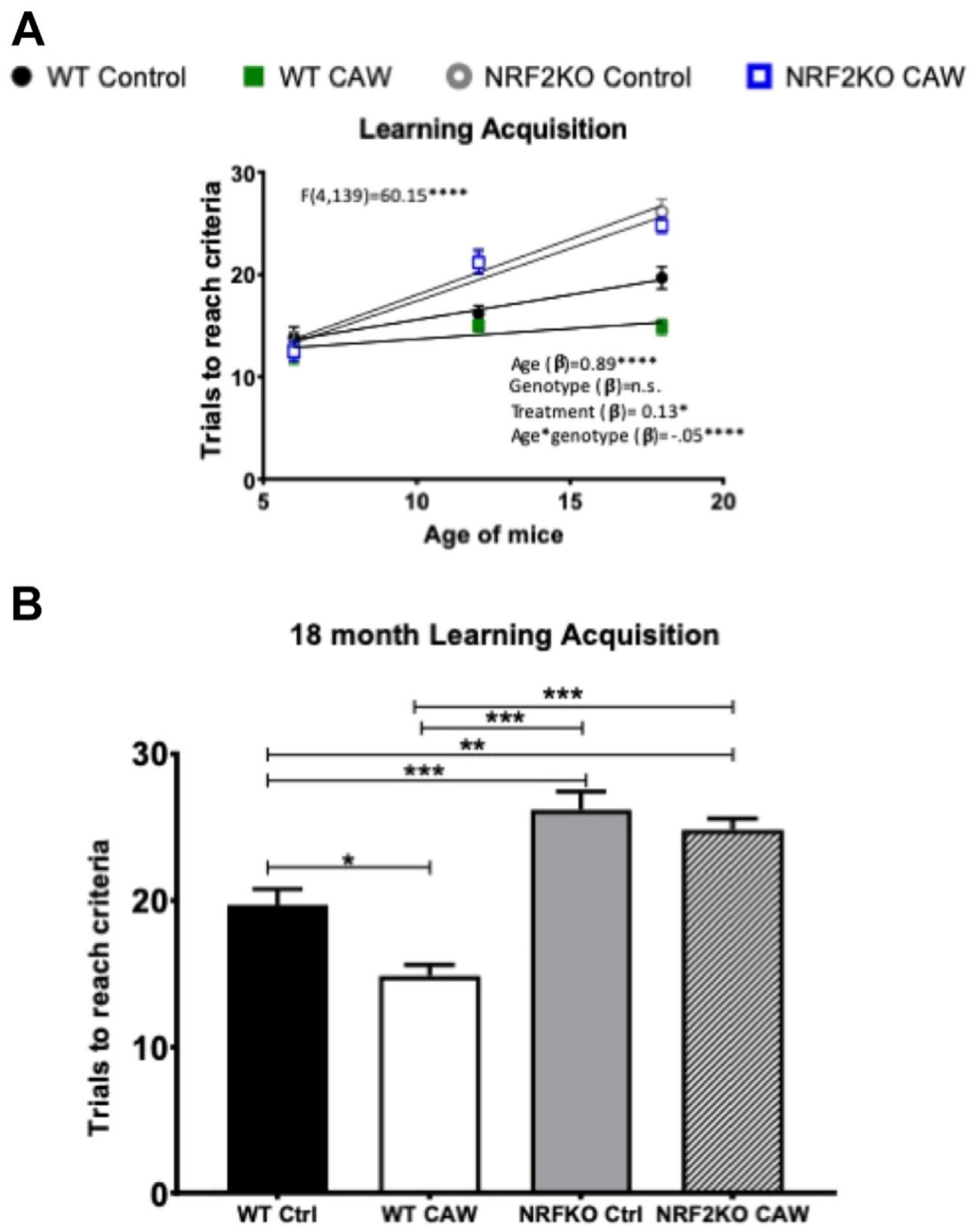 A
WT Control WT CAW NRF2KO Control NRF2KO CAW
Learning Acquisition
F(4,139)=60.15****
30
20
10
0
Trials to reach criteria
Age (β)=0.89****
Genotype (β)=n.s.
Treatment (β)= 0.13*
Age*genotype (β)=-.05****
5 10 15 20
Age of mice
B
18 month Learning Acquisition
***
***
**
***
*
30
20
10
0
Trials to reach criteria
WT Ctrl WT CAW NRFKO Ctrl NRF2KO CAW